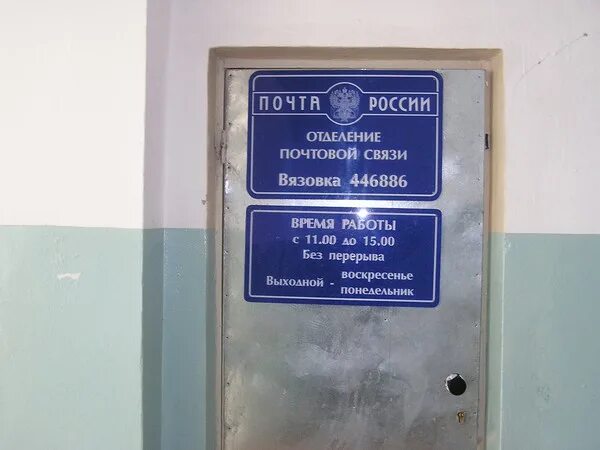 ПОЧТА РОССИИ
ОТДЕЛЕНИЕ
ПОЧТОВОЙ СВЯЗИ
Вязовка 446886
ВРЕМЯ РАБОТЫ
с 11.00 до 15.00
Без перерыва
Выходной - воскресенье
понедельник